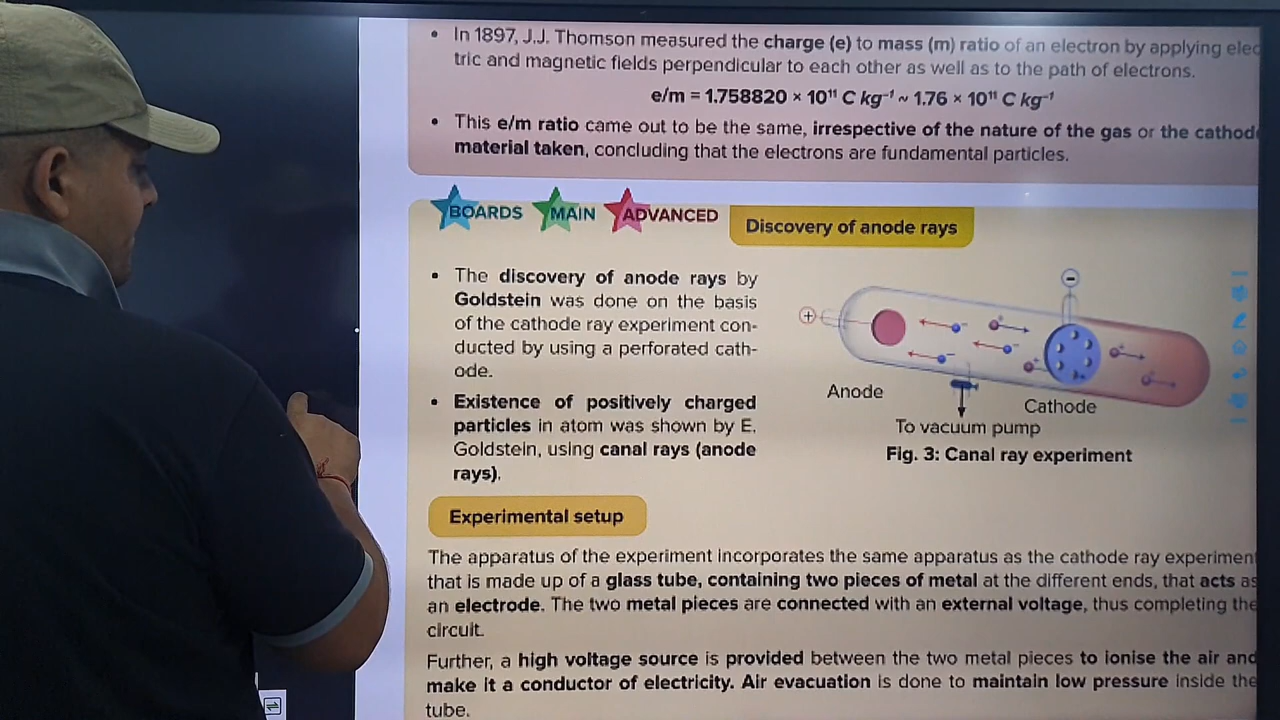 • In 1897, J.J. Thomson measured the charge (e) to mass (m) ratio of an electron by applying elec
tric and magnetic fields perpendicular to each other as well as to the path of electrons.
e/m = 1.758820 × 10¹¹ C kg⁻¹ ~ 1.76 × 10¹¹ C kg⁻¹
• This e/m ratio came out to be the same, irrespective of the nature of the gas or the cathode
material taken, concluding that the electrons are fundamental particles.
BOARDS MAIN ADVANCED
Discovery of anode rays
• The discovery of anode rays by
Goldstein was done on the basis
of the cathode ray experiment con-
ducted by using a perforated cath-
ode.
• Existence of positively charged
particles in atom was shown by E.
Goldstein, using canal rays (anode
rays).
Anode
Cathode
To vacuum pump
Fig. 3: Canal ray experiment
Experimental setup
The apparatus of the experiment incorporates the same apparatus as the cathode ray experiment
that is made up of a glass tube, containing two pieces of metal at the different ends, that acts as
an electrode. The two metal pieces are connected with an external voltage, thus completing the
circuit.
Further, a high voltage source is provided between the two metal pieces to ionise the air and
make it a conductor of electricity. Air evacuation is done to maintain low pressure inside the
tube.